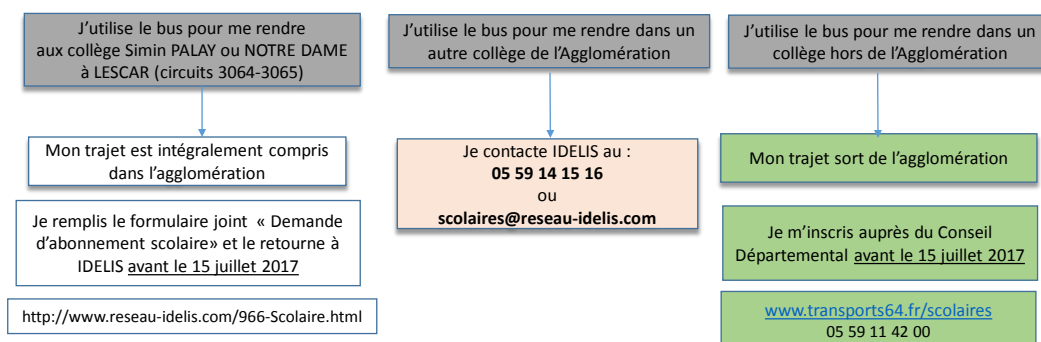 J'utilise le bus pour me rendre
aux collège Simin PALAY ou NOTRE DAME
à LESCAR (circuits 3064-3065)
Mon trajet est intégralement compris
dans l'agglomération
Je remplis le formulaire joint « Demande
d'abonnement scolaire» et le retourne à
IDELIS avant le 15 juillet 2017
http://www.reseau-idelis.com/966-Scolaire.html
J'utilise le bus pour me rendre dans un
autre collège de l'Agglomération
Je contacte IDELIS au :
05 59 14 15 16
ou
scolaires@reseau-idelis.com
J'utilise le bus pour me rendre dans un
collège hors de l'Agglomération
Mon trajet sort de l'agglomération
Je m'inscris auprès du Conseil
Départemental avant le 15 juillet 2017
www.transports64.fr/scolaires
05 59 11 42 00